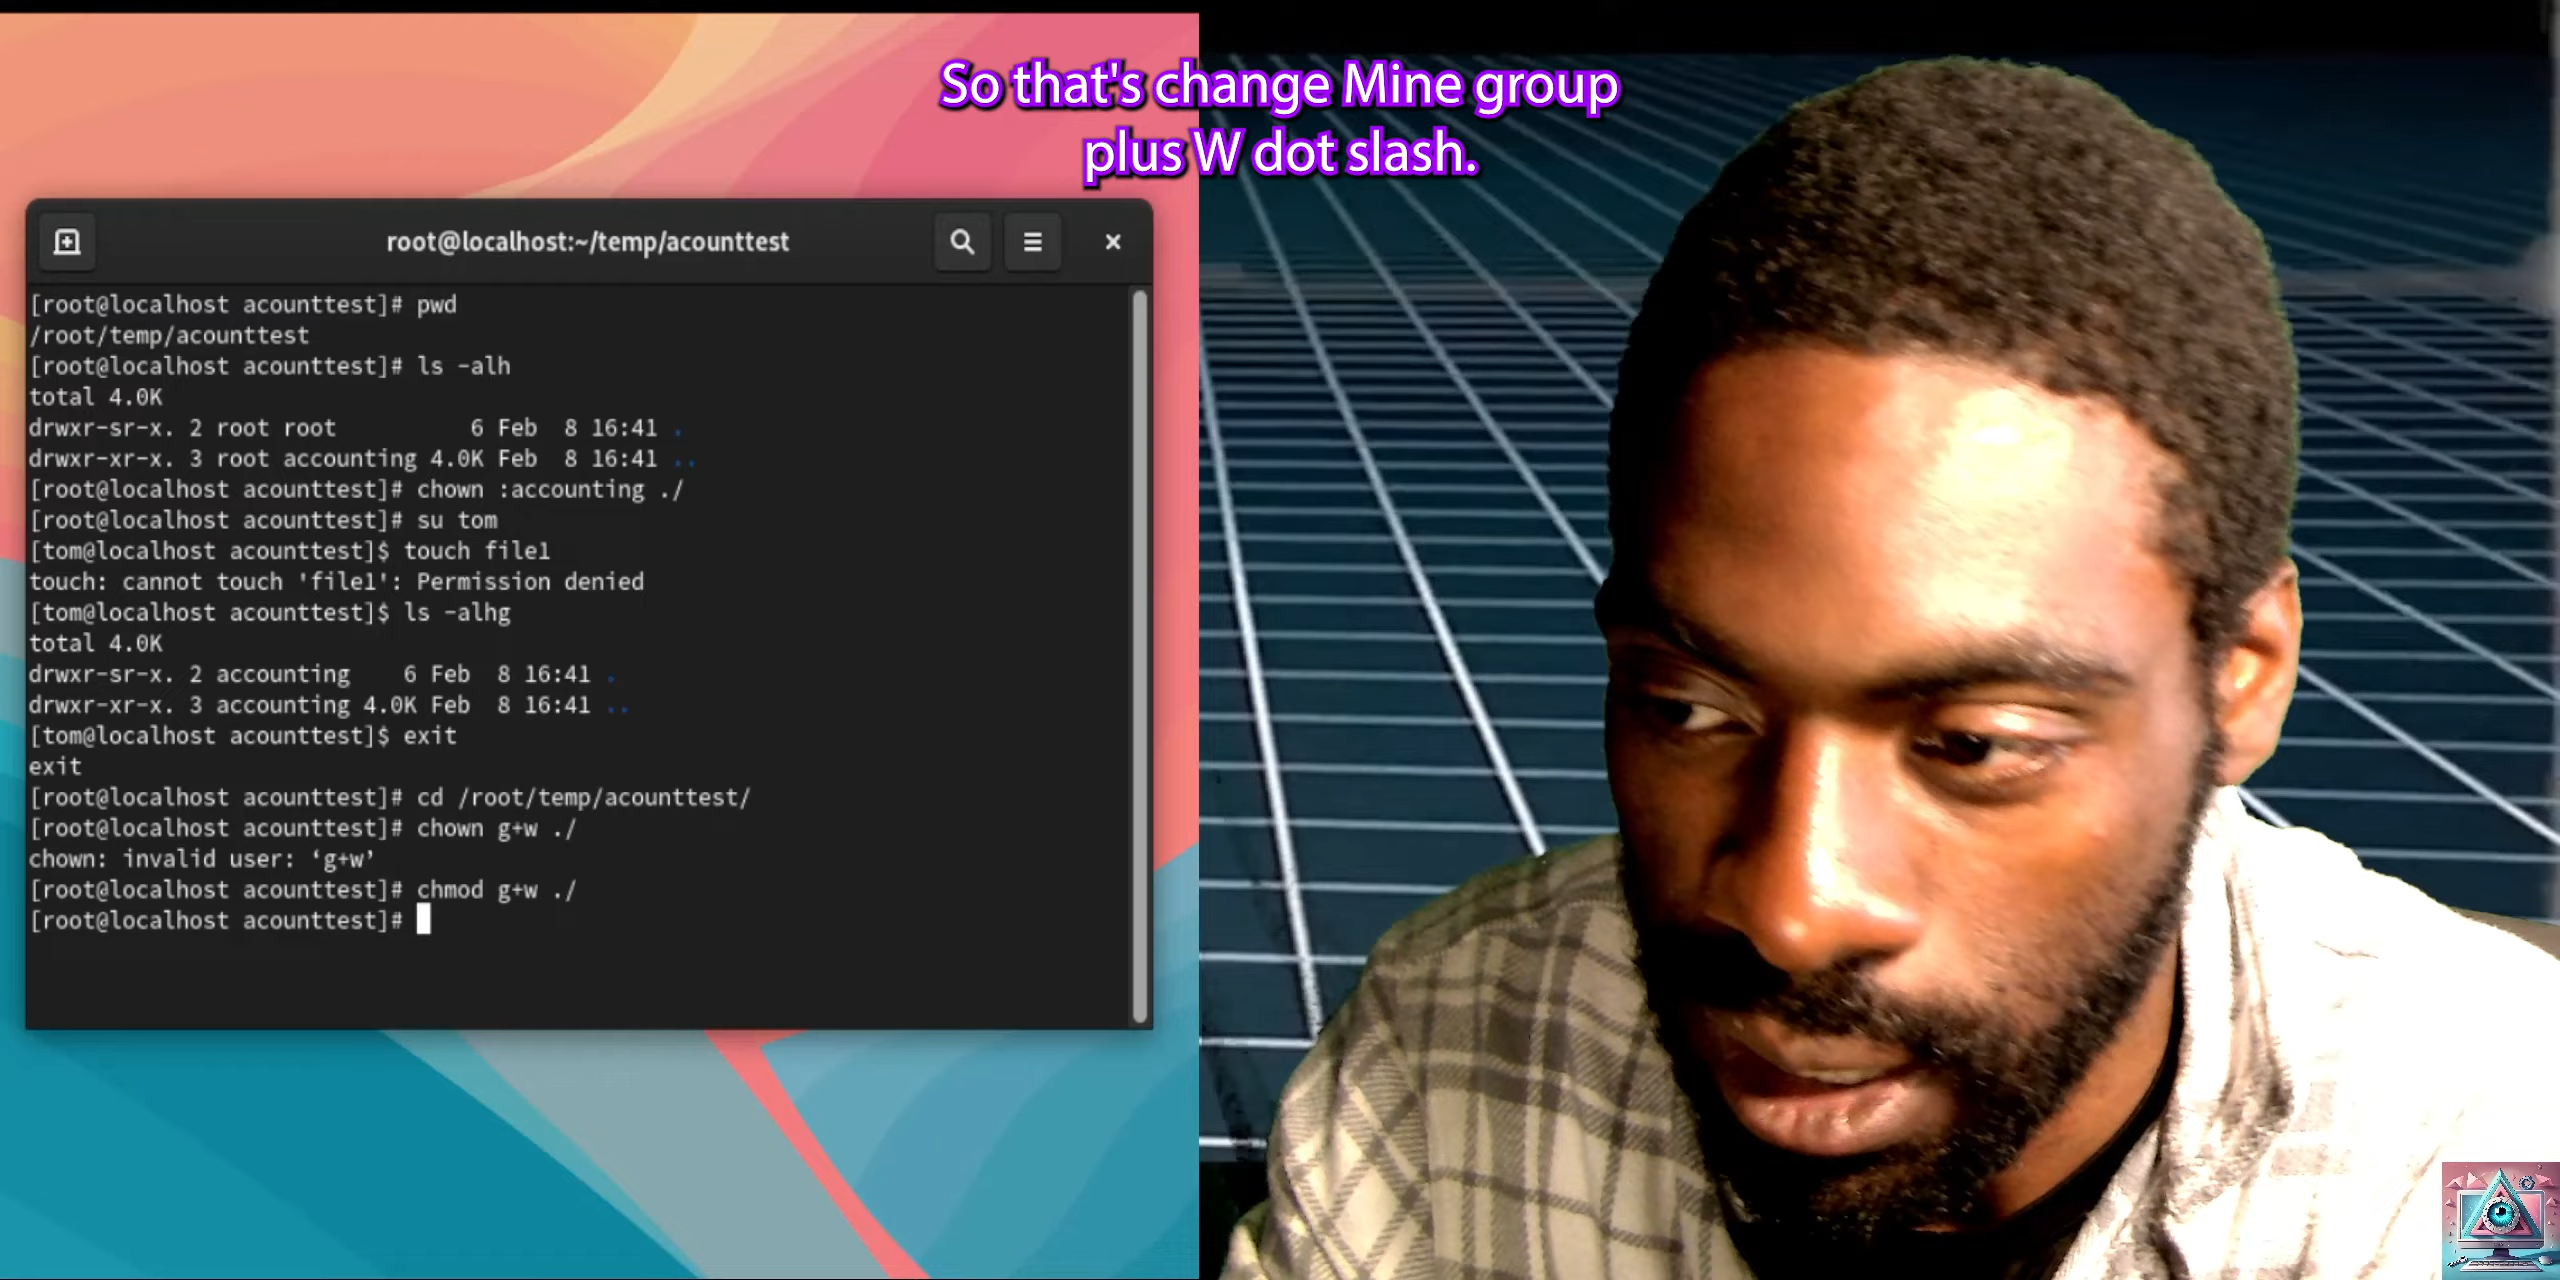 So that's change Mine group
plus W dot slash.
root@localhost:~/temp/acounttest
[root@localhost acounttest]# pwd
/root/temp/acounttest
[root@localhost acounttest]# ls -alh
total 4.0K
drwxr-sr-x. 2 root root          6 Feb  8 16:41 .
drwxr-xr-x. 3 root accounting 4.0K Feb  8 16:41 ..
[root@localhost acounttest]# chown :accounting ./
[root@localhost acounttest]# su tom
[tom@localhost acounttest]$ touch file1
touch: cannot touch 'file1': Permission denied
[tom@localhost acounttest]$ ls -alhg
total 4.0K
drwxr-sr-x. 2 accounting    6 Feb  8 16:41 .
drwxr-xr-x. 3 accounting 4.0K Feb  8 16:41 ..
[tom@localhost acounttest]$ exit
exit
[root@localhost acounttest]# cd /root/temp/acounttest/
[root@localhost acounttest]# chown g+w ./
chown: invalid user: ‘g+w’
[root@localhost acounttest]# chmod g+w ./
[root@localhost acounttest]#